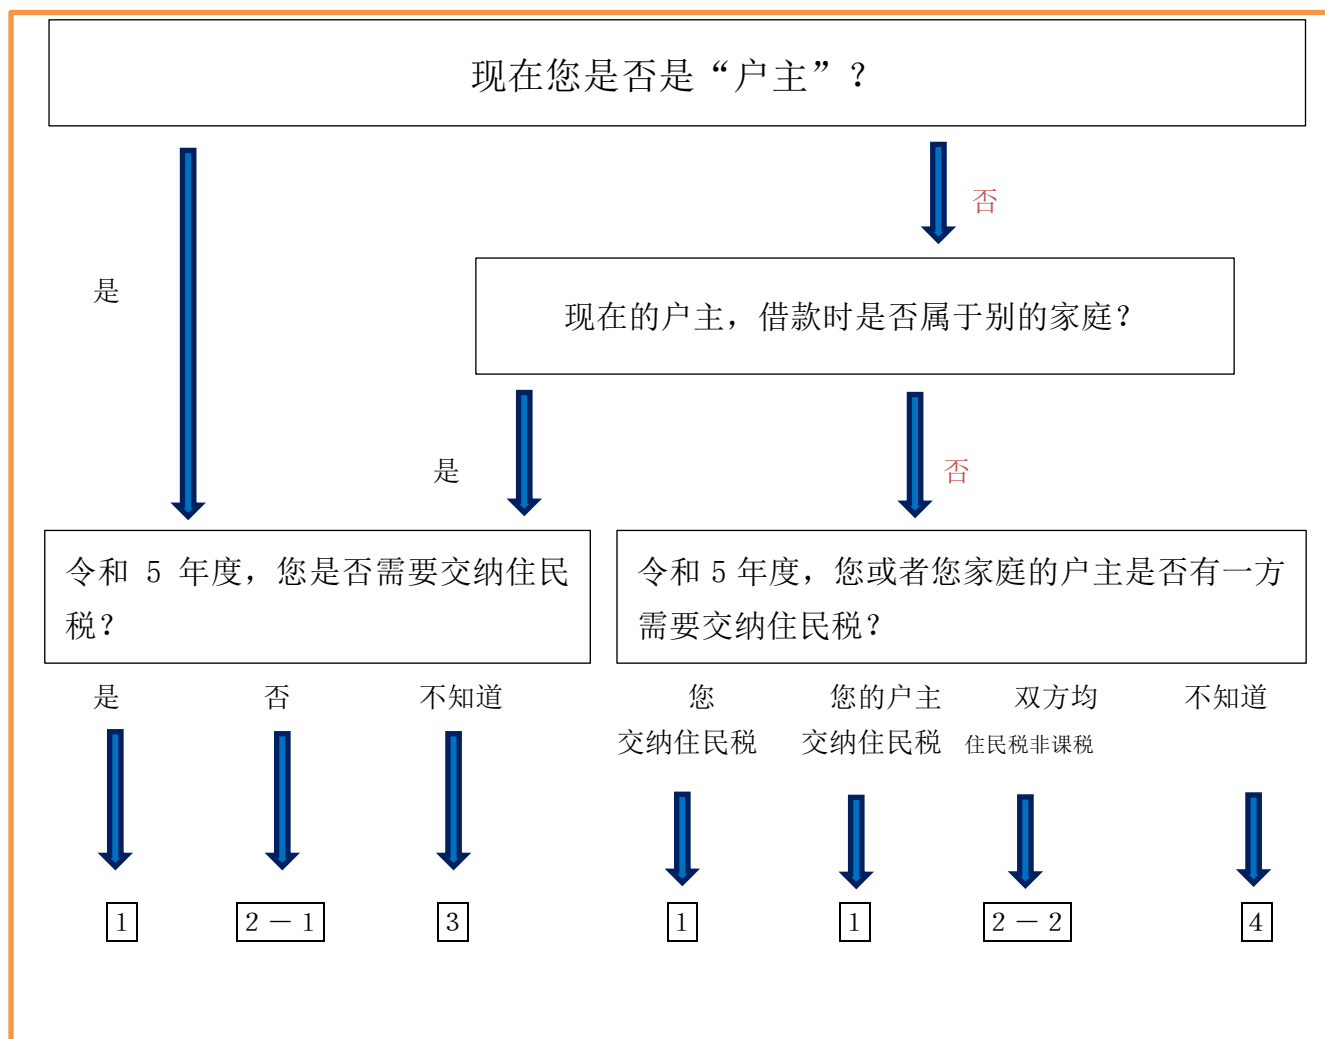 现在您是否是“户主”？
否
是
现在的户主，借款时是否属于别的家庭？
是
否
令和 5 年度，您是否需要交纳住民
税？
令和 5 年度，您或者您家庭的户主是否有一方
需要交纳住民税？
是 否 不知道
您 您的户主 双方均 不知道
交纳住民税 交纳住民税 住民税非课税
1 2－1 3 1 1 2－2 4